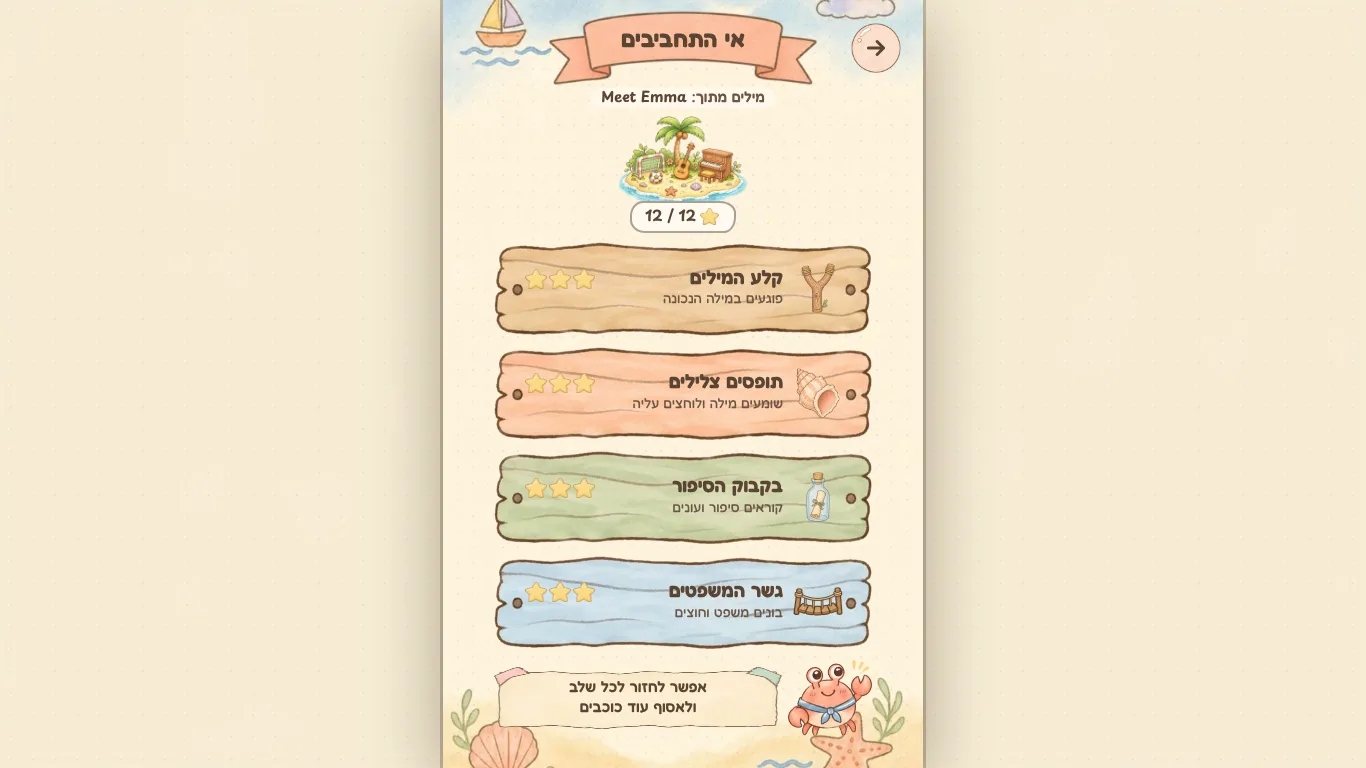 אי התחביבים
מילים מתוך: Meet Emma
12 / 12
קלע המילים
פוגעים במילה הנכונה
תופסים צלילים
שומעים מילה ולוחצים עליה
בקבוק הסיפור
קוראים סיפור ועונים
גשר המשפטים
בונים משפט וחוצים
אפשר לחזור לכל שלב
ולאסוף עוד כוכבים